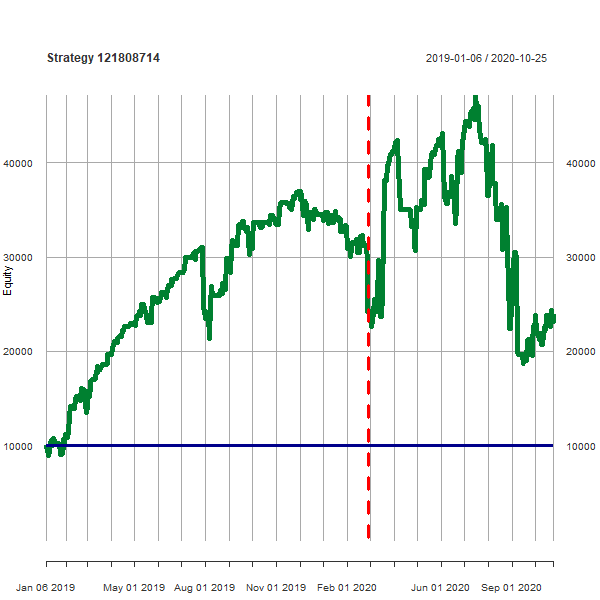 Strategy 121808714
2019-01-06 / 2020-10-25
40000
40000
30000
30000
Equity
20000
20000
10000
10000
Jan 06 2019
May 01 2019
Aug 01 2019
Nov 01 2019
Feb 01 2020
Jun 01 2020
Sep 01 2020